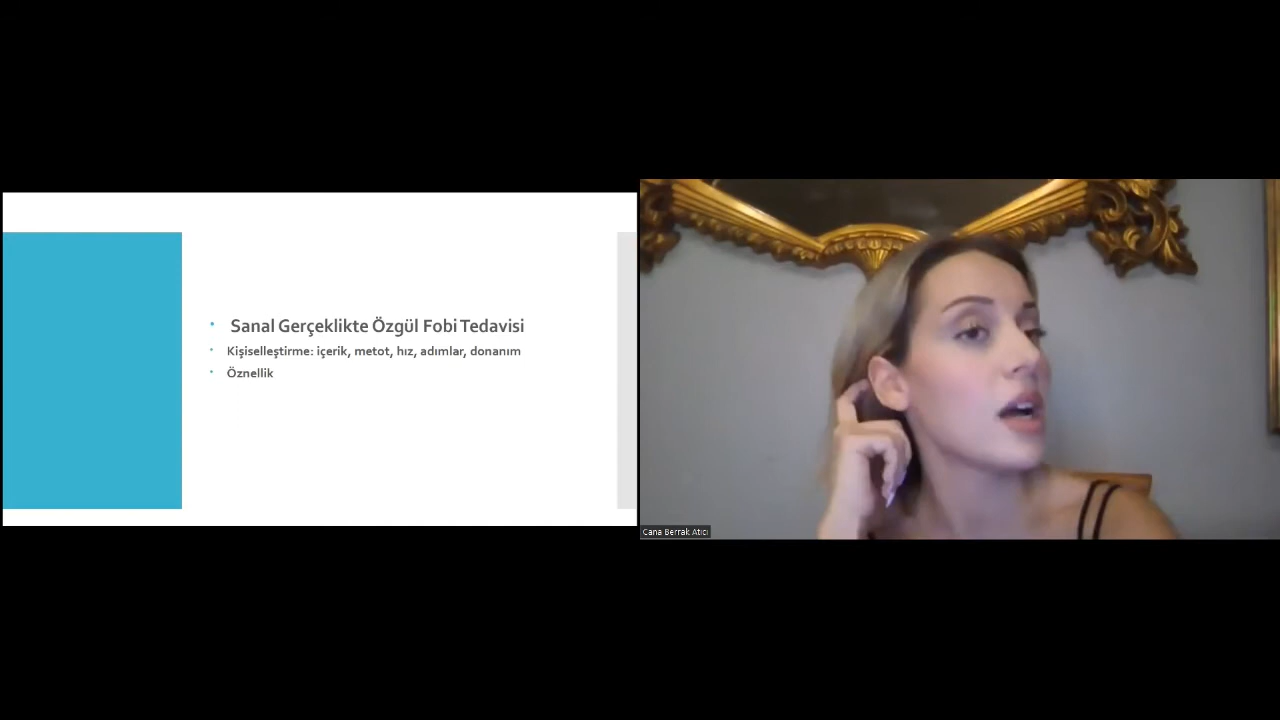 Sanal Gerçeklikte Özgül Fobi Tedavisi
Kişiselleştirme: içerik, metot, hız, adımlar, donanım
Öznellik
Cana Berrak Atıcı